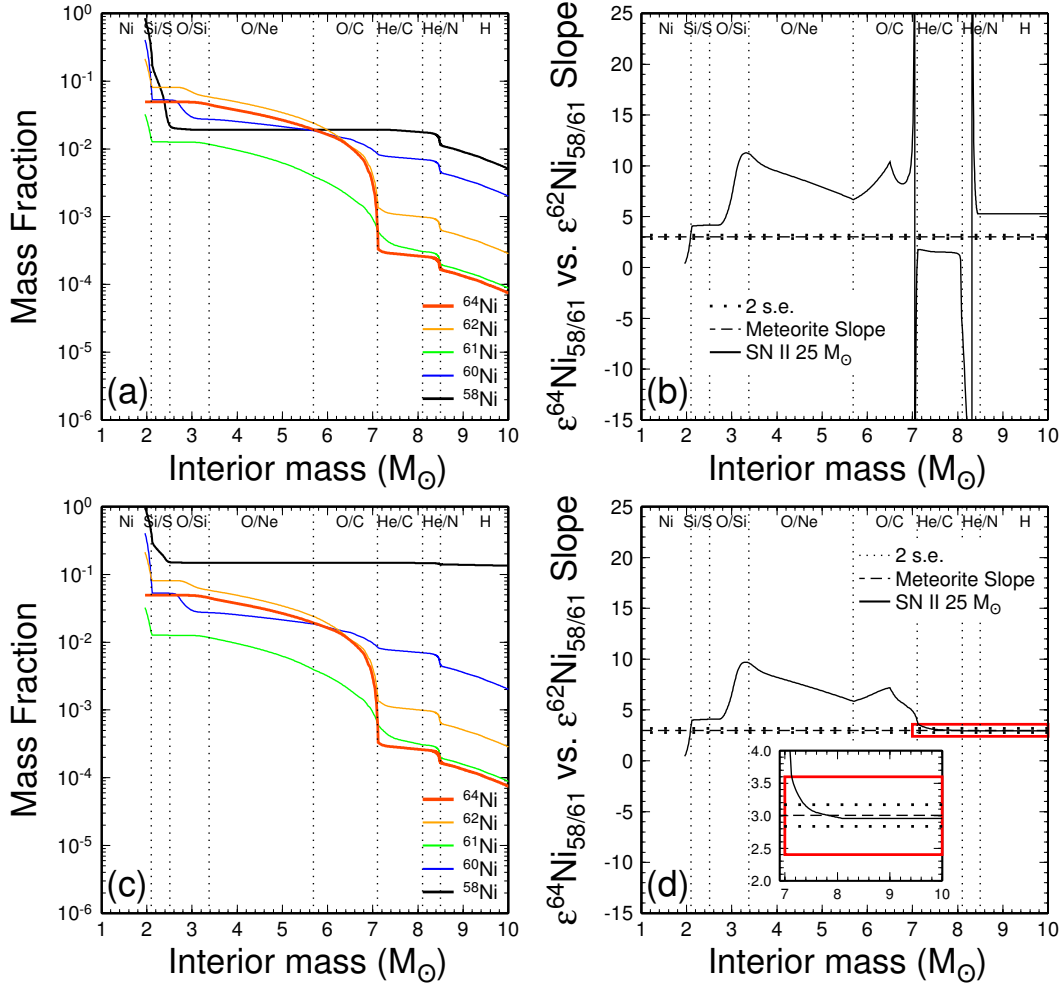 Ni Si/S O/Si O/Ne O/C He/C He/N H
10⁰
10⁻¹
10⁻²
10⁻³
10⁻⁴
10⁻⁵
10⁻⁶
Mass Fraction
⁶⁴Ni
⁶²Ni
⁶¹Ni
⁶⁰Ni
⁵⁸Ni
(a)
1 2 3 4 5 6 7 8 9 10
Interior mass (M⊙)
Ni Si/S O/Si O/Ne O/C He/C He/N H
25
20
15
10
5
0
-5
-10
-15
ε⁶⁴Ni₅₈/₆₁ vs. ε⁶²Ni₅₈/₆₁ Slope
2 s.e.
Meteorite Slope
SN II 25 M⊙
(b)
1 2 3 4 5 6 7 8 9 10
Interior mass (M⊙)
Ni Si/S O/Si O/Ne O/C He/C He/N H
10⁰
10⁻¹
10⁻²
10⁻³
10⁻⁴
10⁻⁵
10⁻⁶
Mass Fraction
⁶⁴Ni
⁶²Ni
⁶¹Ni
⁶⁰Ni
⁵⁸Ni
(c)
1 2 3 4 5 6 7 8 9 10
Interior mass (M⊙)
Ni Si/S O/Si O/Ne O/C He/C He/N H
25
20
15
10
5
0
-5
-10
-15
ε⁶⁴Ni₅₈/₆₁ vs. ε⁶²Ni₅₈/₆₁ Slope
2 s.e.
Meteorite Slope
SN II 25 M⊙
4.0
3.5
3.0
2.5
2.0
7 8 9 10
(d)
1 2 3 4 5 6 7 8 9 10
Interior mass (M⊙)